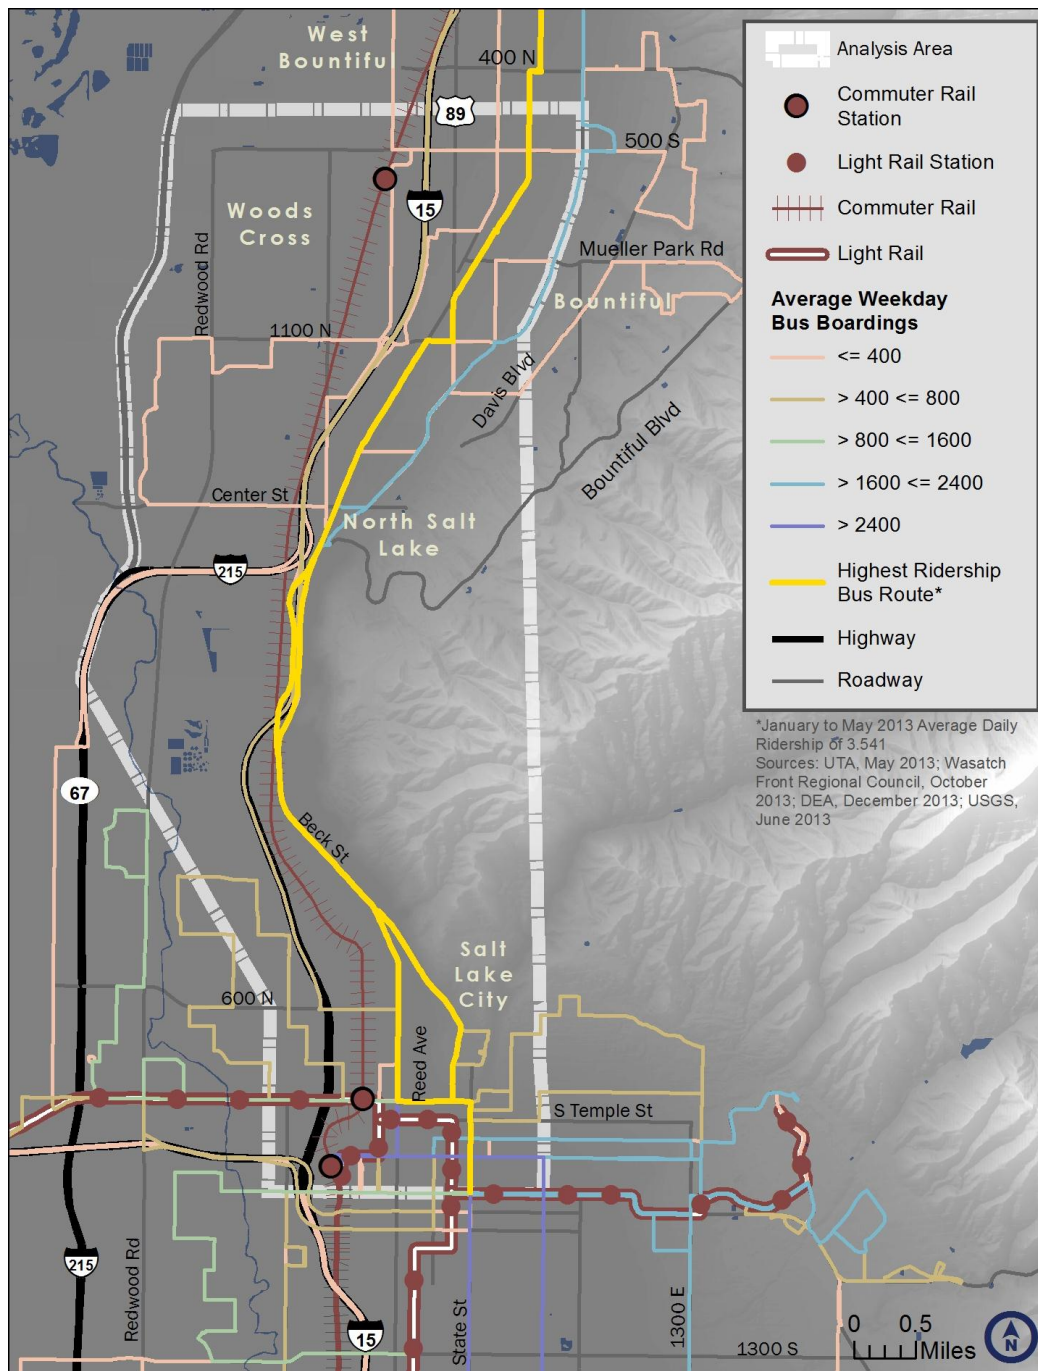 West
Bountiful
400 N
89
500 S
15
Woods
Cross
Redwood Rd
Mueller Park Rd
Bountiful
1100 N
Davis Blvd
Bountiful Blvd
Center St
North Salt
Lake
215
67
Beck St
Salt
Lake
City
600 N
Reed Ave
S Temple St
215
Redwood Rd
15
State St
1300 E
1300 S
0 0.5
Miles
N
Analysis Area
Commuter Rail
Station
Light Rail Station
Commuter Rail
Light Rail
Average Weekday
Bus Boardings
<= 400
> 400 <= 800
> 800 <= 1600
> 1600 <= 2400
> 2400
Highest Ridership
Bus Route*
Highway
Roadway
*January to May 2013 Average Daily
Ridership of 3.541
Sources: UTA, May 2013; Wasatch
Front Regional Council, October
2013; DEA, December 2013; USGS,
June 2013